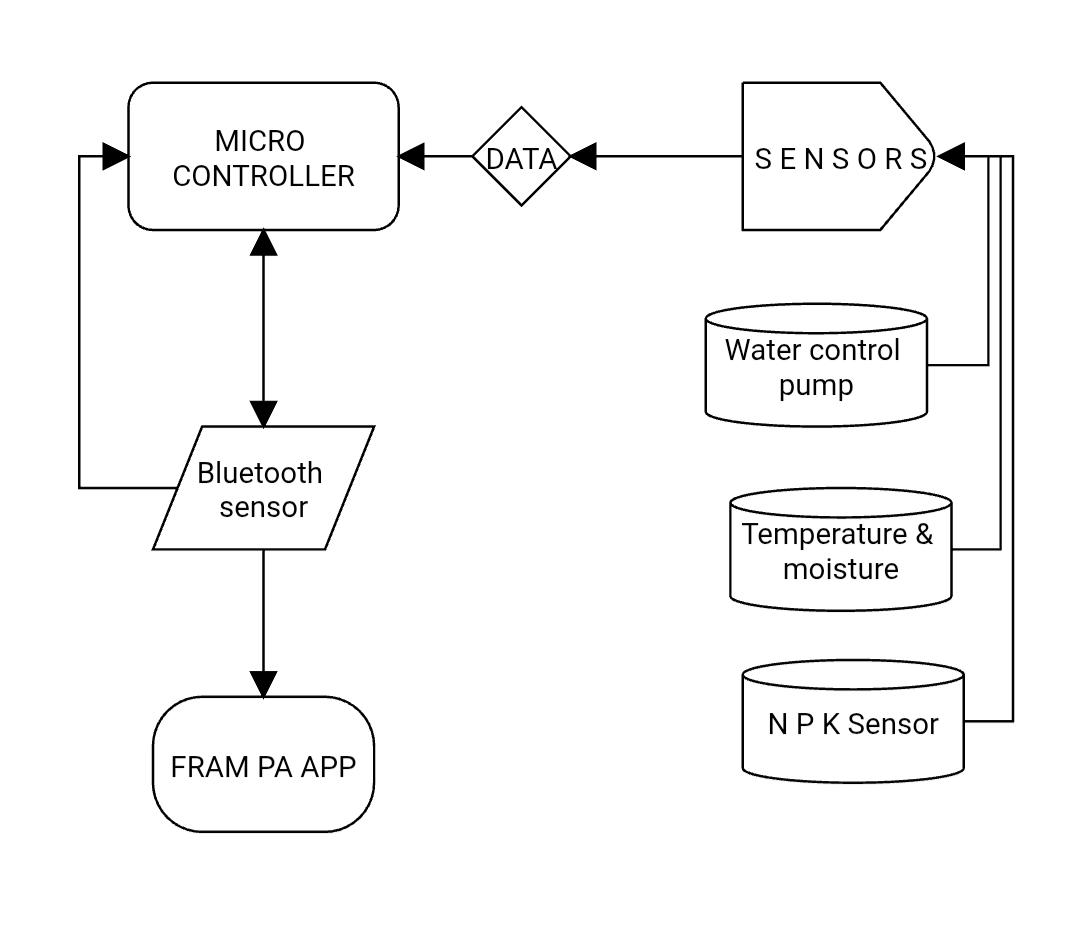 MICRO
CONTROLLER
DATA
S E N S O R S
Water control
pump
Bluetooth
sensor
Temperature &
moisture
N P K Sensor
FRAM PA APP